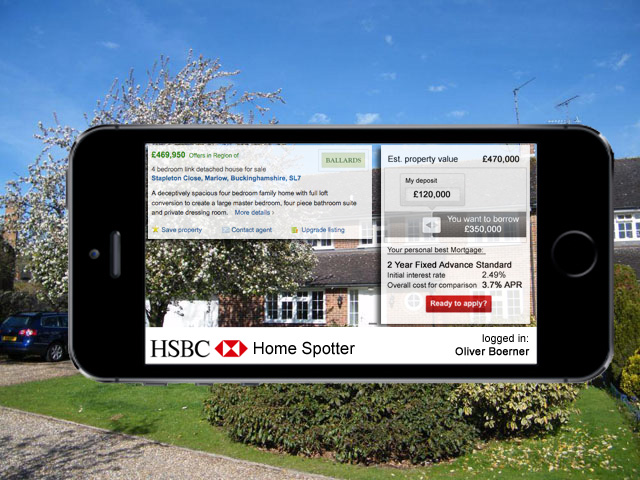 £469,950 Offers in Region of
BALLARDS
4 bedroom link detached house for sale
Stapleton Close, Marlow, Buckinghamshire, SL7
A deceptively spacious four bedroom family home with full loft
conversion to create a large master bedroom, four piece bathroom suite
and private dressing room. More details ›
Save property Contact agent Upgrade listing
Est. property value £470,000
My deposit
£120,000
You want to borrow
£350,000
Your personal best Mortgage:
2 Year Fixed Advance Standard
Initial interest rate 2.49%
Overall cost for comparison 3.7% APR
Ready to apply?
HSBC Home Spotter
logged in:
Oliver Boerner